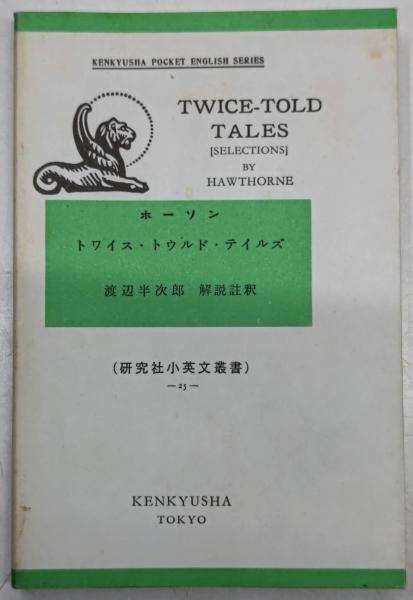 KENKYUSHA POCKET ENGLISH SERIES
TWICE-TOLD
TALES
[SELECTIONS]
BY
HAWTHORNE
ホーソン
トワイス・トウルド・テイルズ
渡辺半次郎 解説註釈
(研究社小英文叢書)
—25—
KENKYUSHA
TOKYO